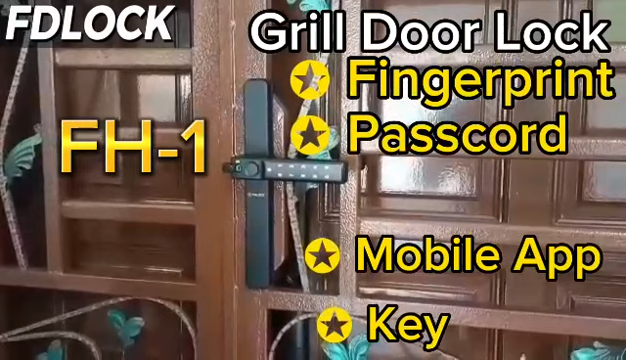 FDLOCK
Grill Door Lock
Fingerprint
FH-1
Passcord
Mobile App
Key